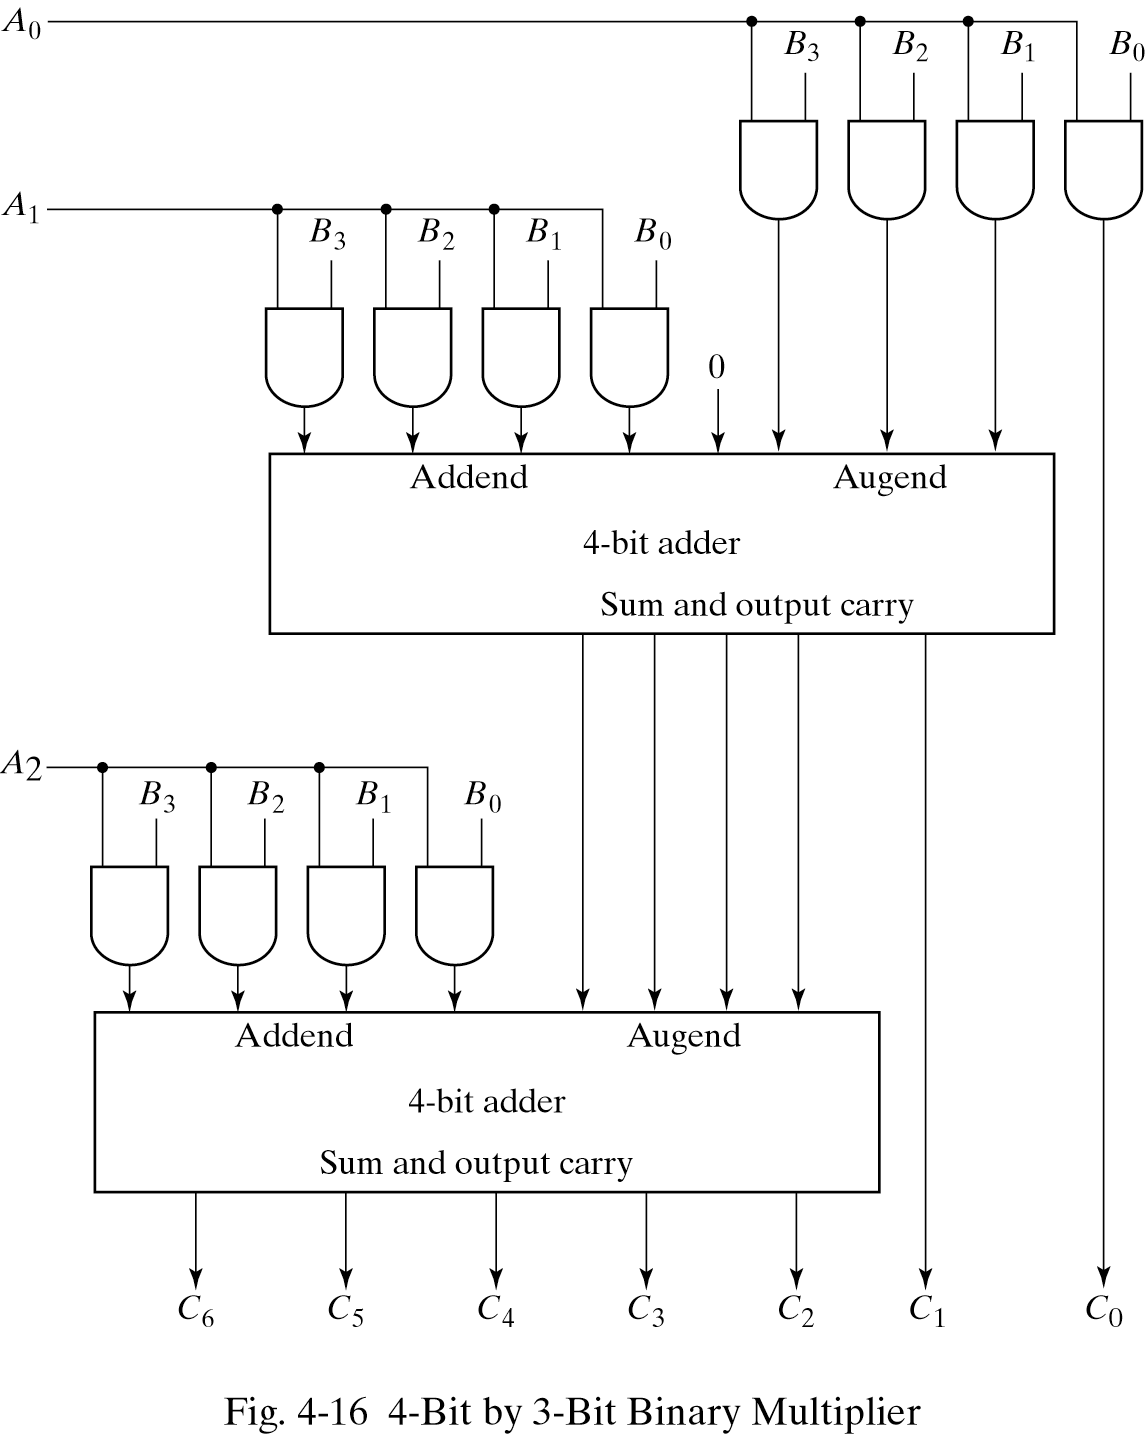 A0
B3 B2 B1 B0
A1
B3 B2 B1 B0
0
Addend Augend
4-bit adder
Sum and output carry
A2
B3 B2 B1 B0
Addend Augend
4-bit adder
Sum and output carry
C6 C5 C4 C3 C2 C1 C0
Fig. 4-16 4-Bit by 3-Bit Binary Multiplier